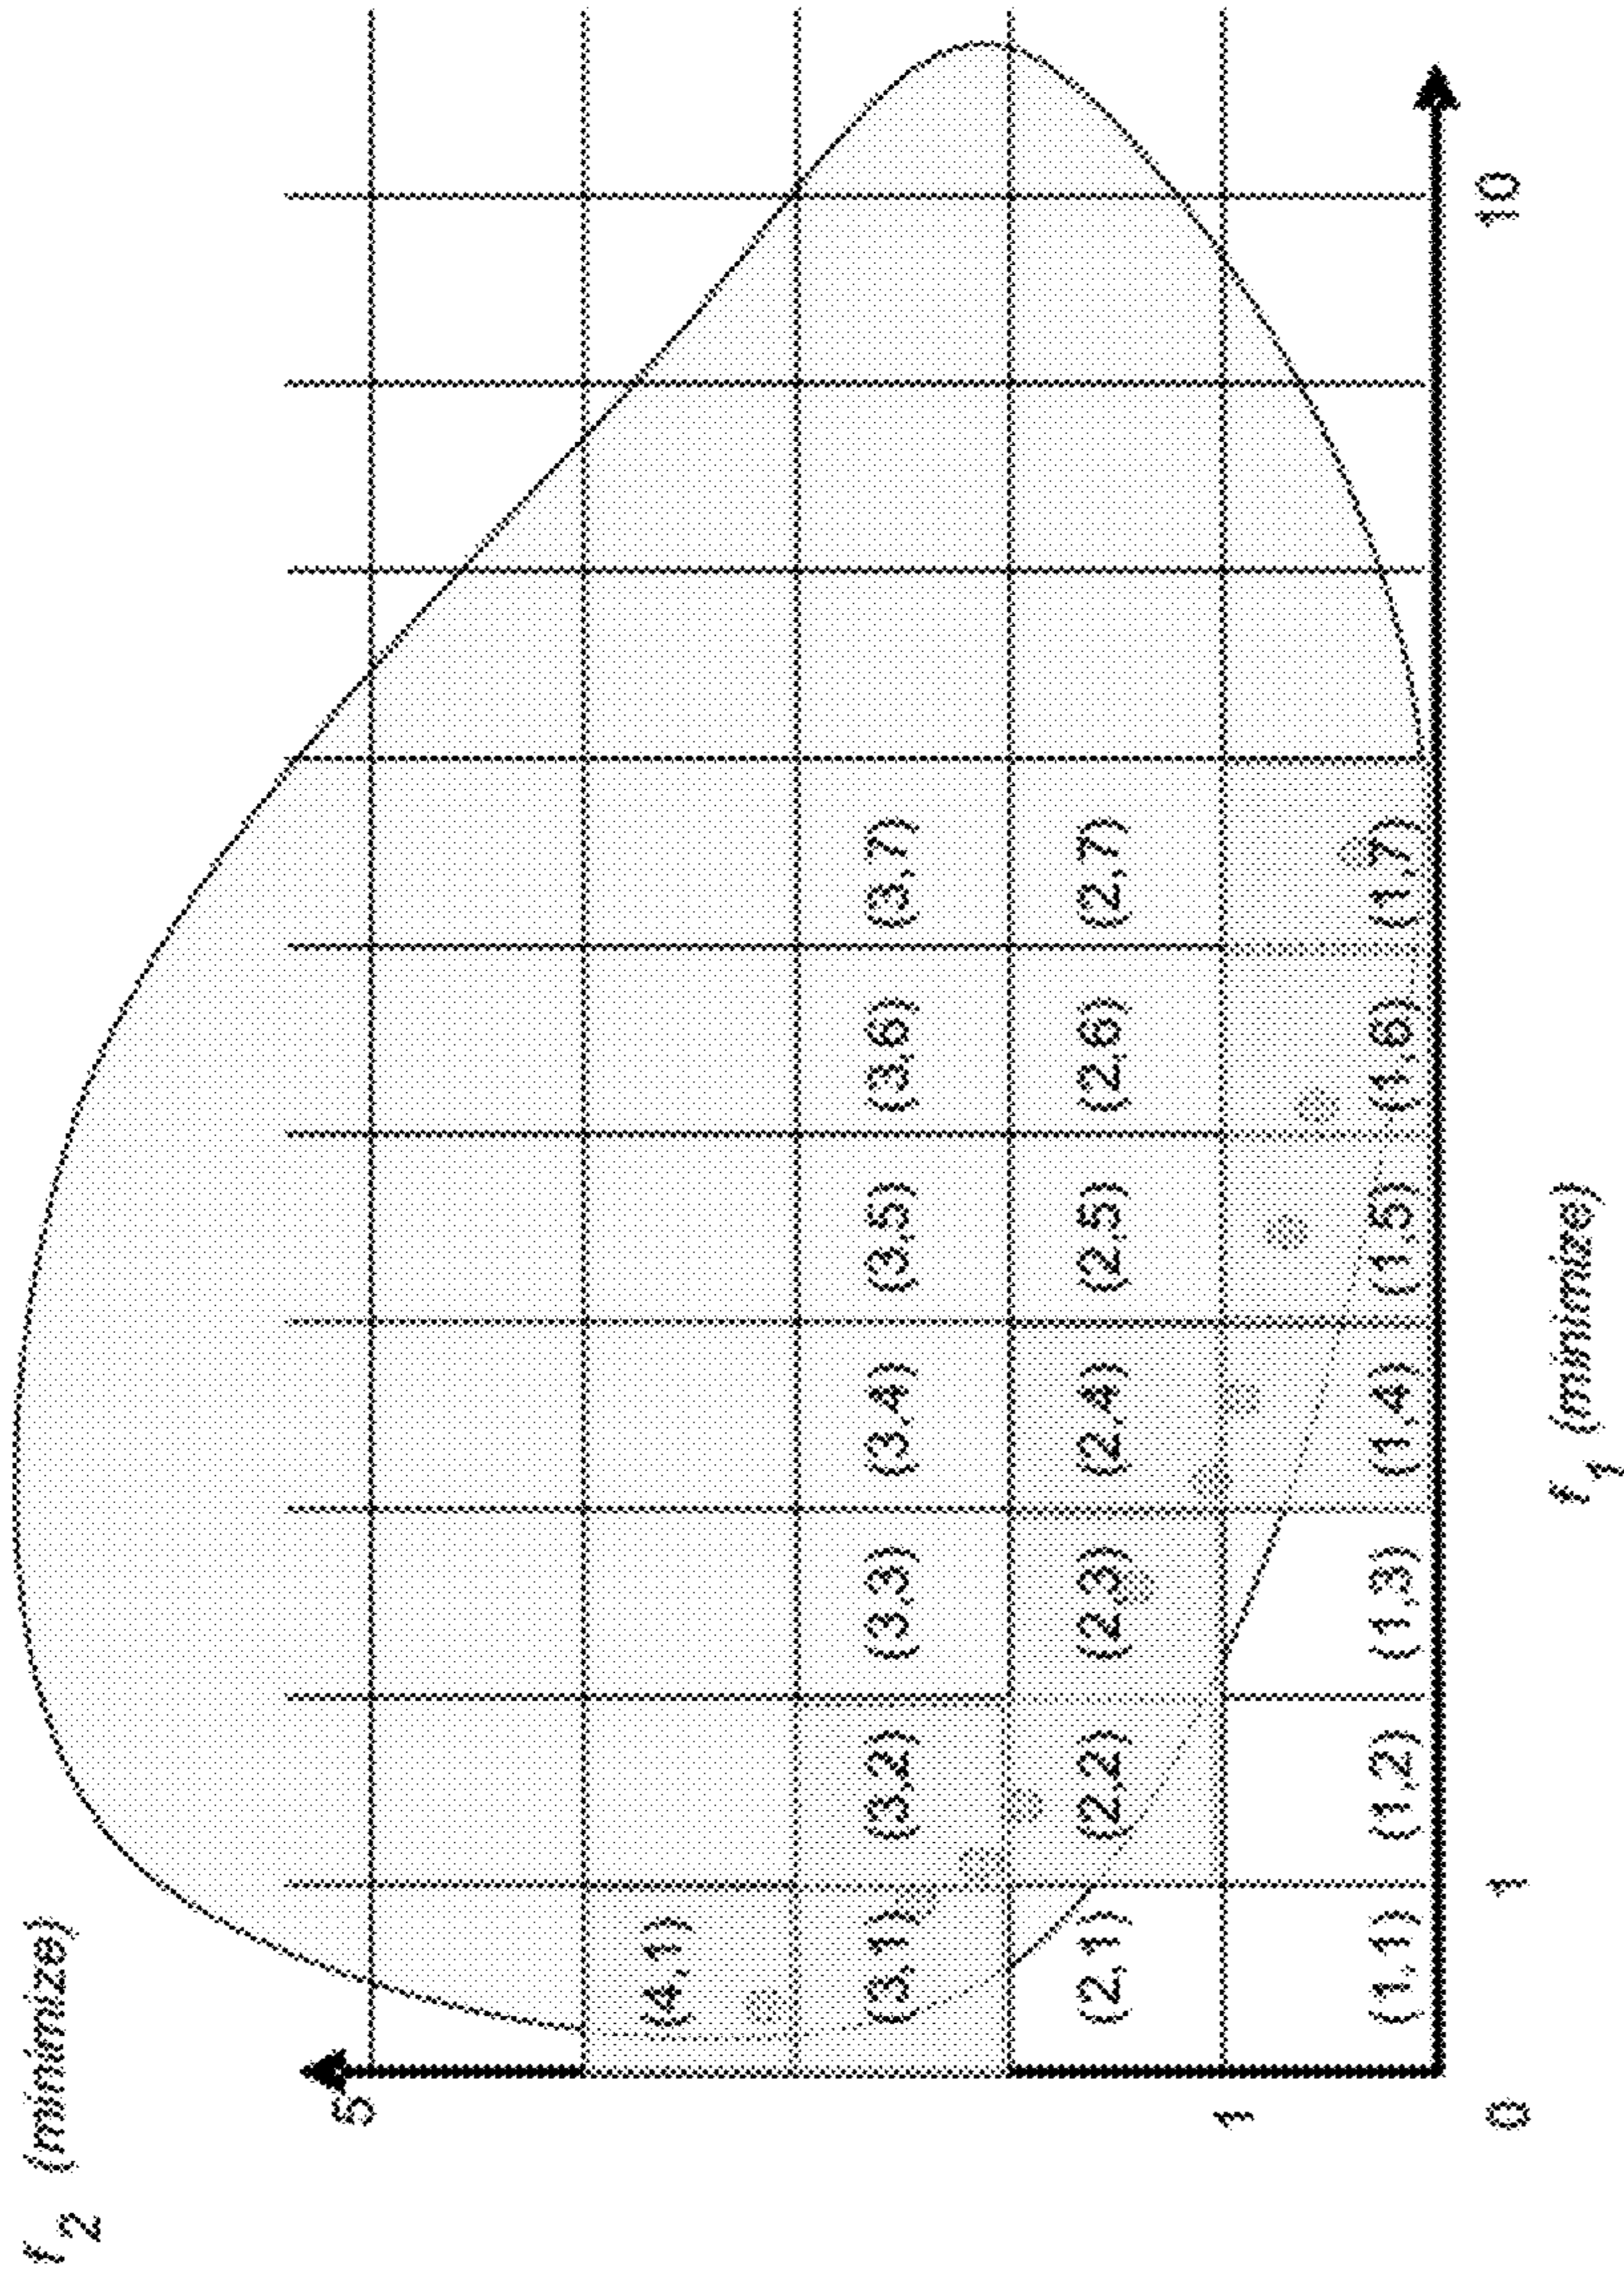 f2 (minimize)
5
(4,1)
(3,1) (3,2) (3,3) (3,4) (3,5) (3,6) (3,7)
(2,1) (2,2) (2,3) (2,4) (2,5) (2,6) (2,7)
1
(1,1) (1,2) (1,3) (1,4) (1,5) (1,6) (1,7)
0 1 10
f1 (minimize)